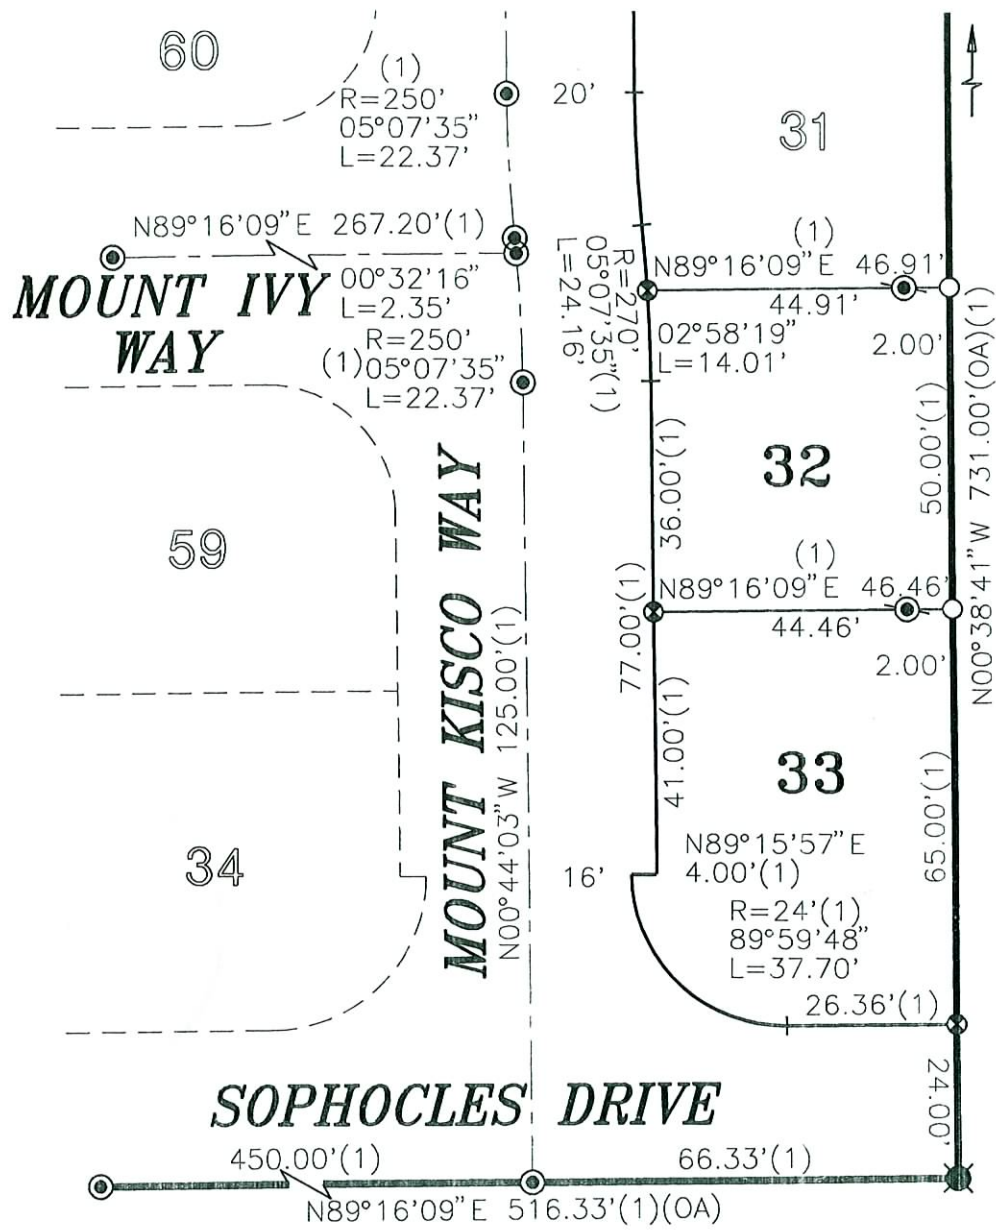 60
(1)
R=250'
05°07'35"
L=22.37'
20'
31
N89°16'09"E 267.20'(1)
MOUNT IVY
WAY
00°32'16"
L=2.35'
R=250'
(1)05°07'35"
L=22.37'
R=270'
05°07'35"(1)
L=24.16'
(1)
N89°16'09"E 46.91'
44.91'
02°58'19"
L=14.01'
2.00'
N00°38'41"W 731.00'(OA)(1)
50.00'(1)
32
36.00'(1)
MOUNT KISCO WAY
N00°44'03"W 125.00'(1)
59
(1)
N89°16'09"E 46.46'
44.46'
2.00'
77.00'(1)
41.00'(1)
33
65.00'(1)
34
16'
N89°15'57"E
4.00'(1)
R=24'(1)
89°59'48"
L=37.70'
26.36'(1)
24.00'
SOPHOCLES DRIVE
450.00'(1)
66.33'(1)
N89°16'09"E 516.33'(1)(OA)